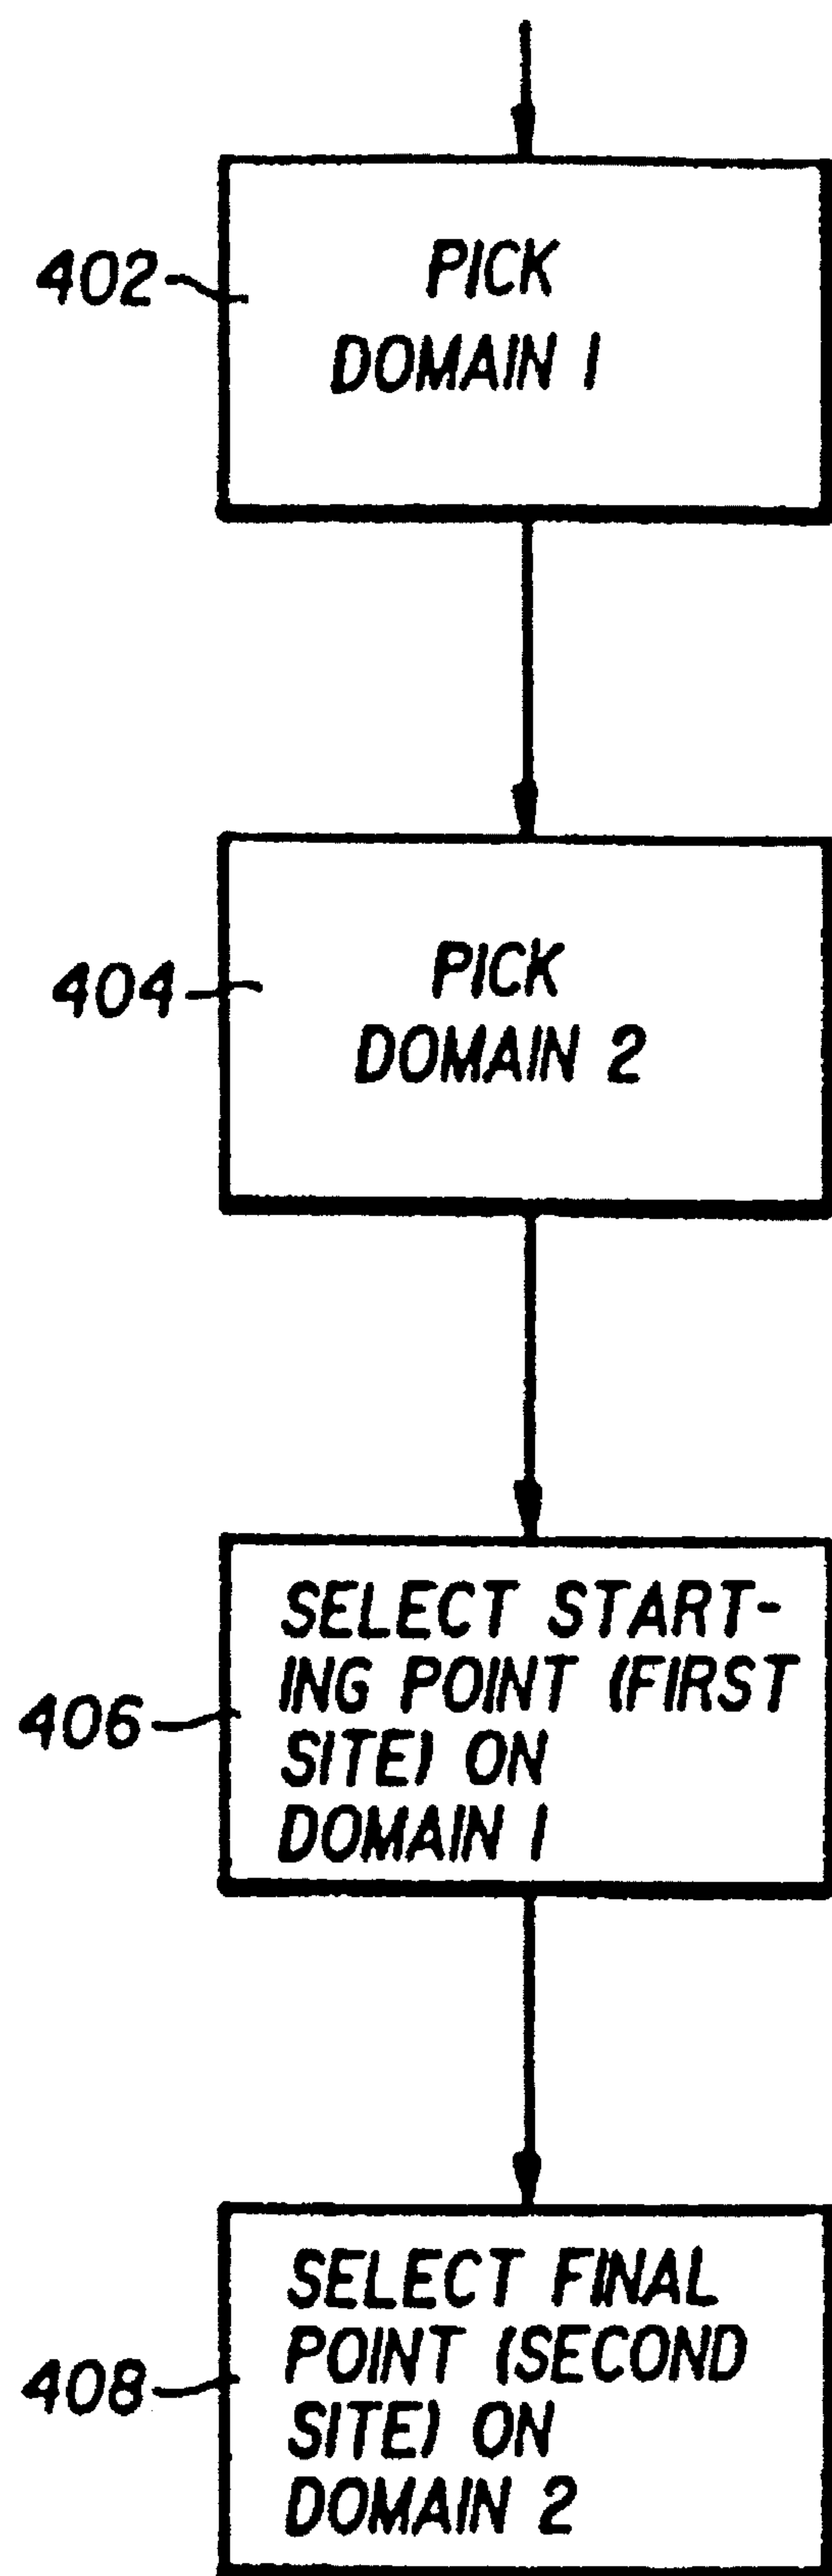 402
PICK
DOMAIN 1
404
PICK
DOMAIN 2
406
SELECT START-
ING POINT (FIRST
SITE) ON
DOMAIN 1
408
SELECT FINAL
POINT (SECOND
SITE) ON
DOMAIN 2